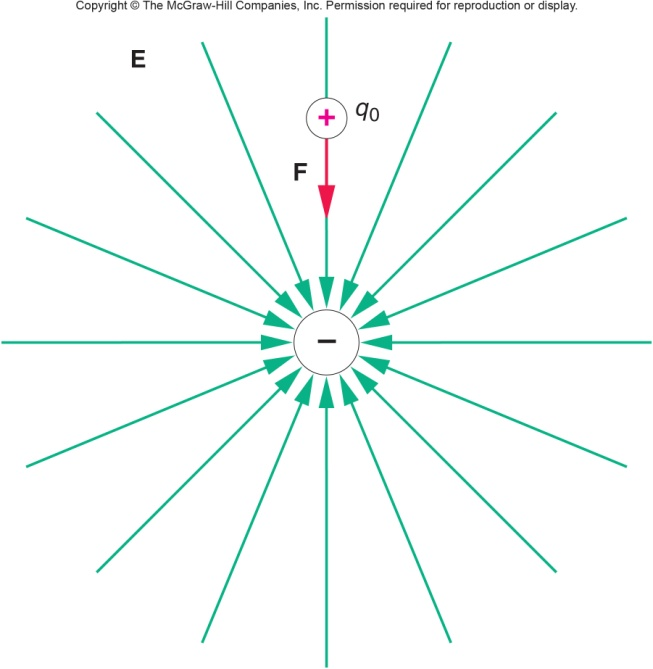 Copyright © The McGraw-Hill Companies, Inc. Permission required for reproduction or display.
E
+ q0
F
−